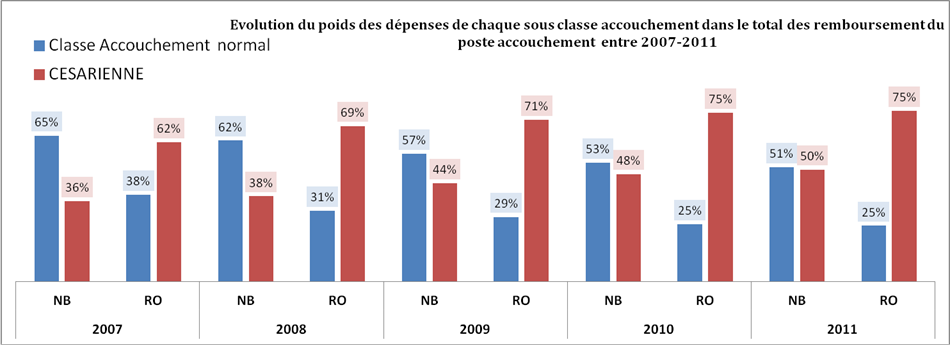 Evolution du poids des dépenses de chaque sous classe accouchement dans le total des remboursement du
poste accouchement entre 2007-2011
Classe Accouchement normal
CESARIENNE
65% 36% 38% 62% 62% 38% 31% 69% 57% 44% 29% 71% 53% 48% 25% 75% 51% 50% 25% 75%
NB RO NB RO NB RO NB RO NB RO
2007 2008 2009 2010 2011